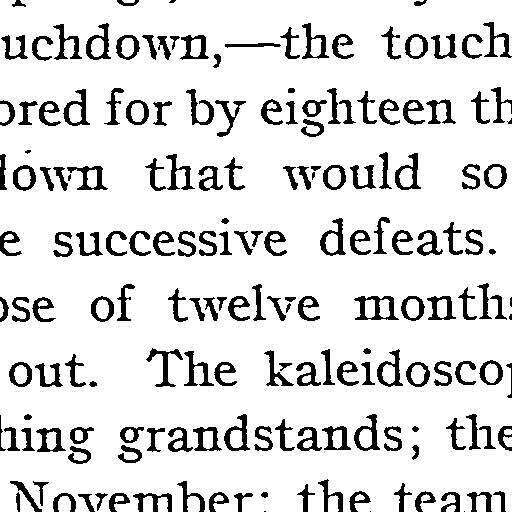 uchdown,—the touch
ored for by eighteen th
down that would so
e successive defeats.
ose of twelve months
out. The kaleidoscop
hing grandstands; the
November; the team